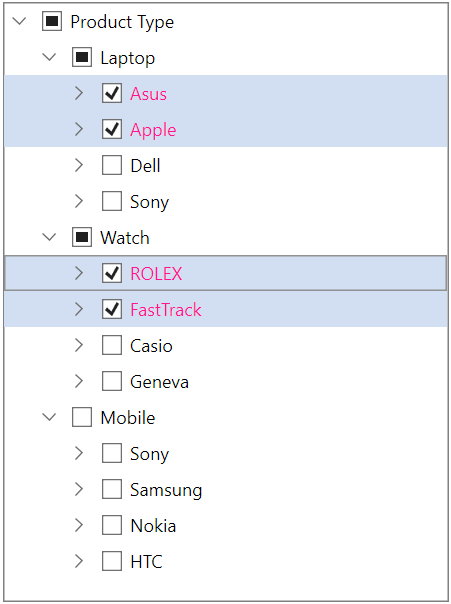 Product Type
Laptop
Asus
Apple
Dell
Sony
Watch
ROLEX
FastTrack
Casio
Geneva
Mobile
Sony
Samsung
Nokia
HTC